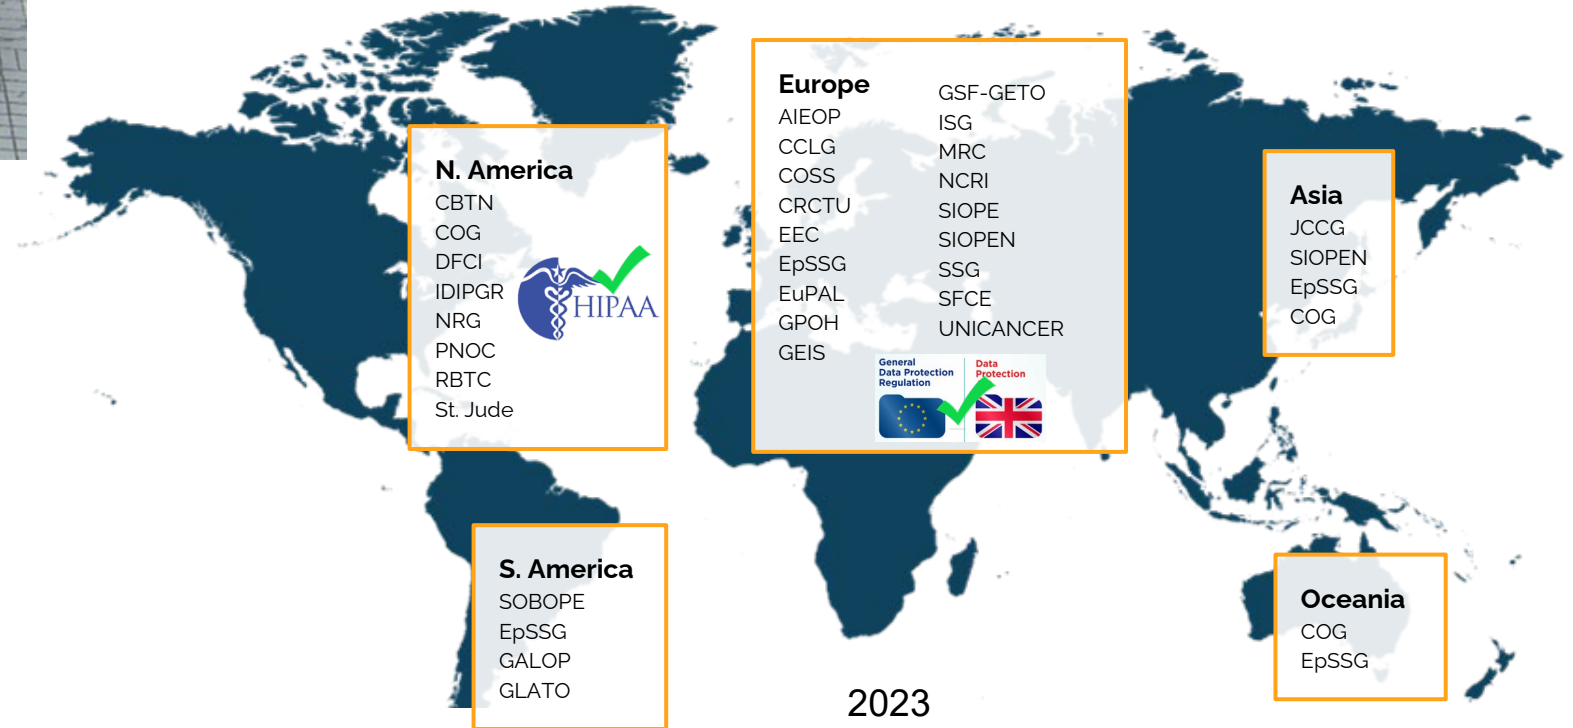 N. America
CBTN
COG
DFCI
IDIPGR
NRG
PNOC
RBTC
St. Jude
HIPAA
Europe
AIEOP
CCLG
COSS
CRCTU
EEC
EpSSG
EuPAL
GPOH
GEIS
GSF-GETO
ISG
MRC
NCRI
SIOPE
SIOPEN
SSG
SFCE
UNICANCER
General
Data Protection
Regulation
Data
Protection
Asia
JCCG
SIOPEN
EpSSG
COG
S. America
SOBOPE
EpSSG
GALOP
GLATO
Oceania
COG
EpSSG
2023